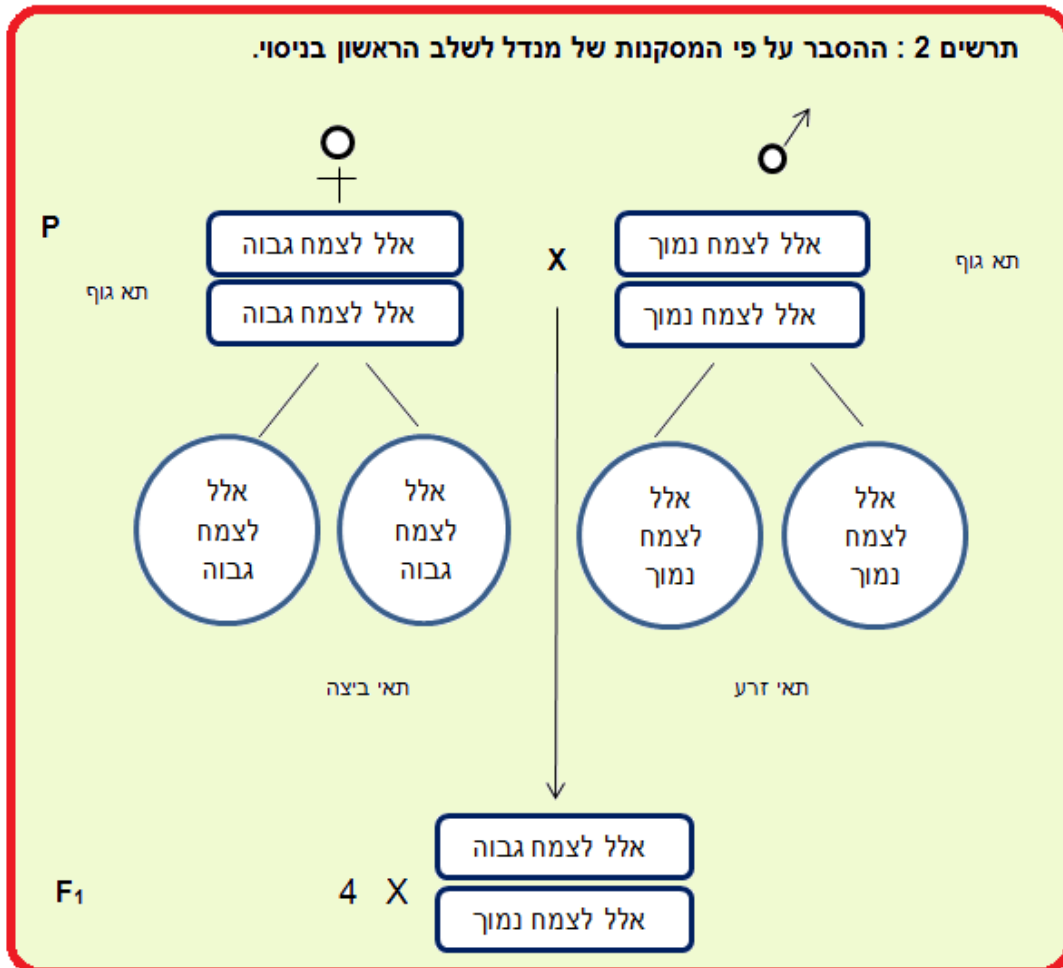 תרשים 2 : ההסבר על פי המסקנות של מנדל לשלב הראשון בניסוי.
P
אלל לצמח נמוך
X
אלל לצמח גבוה
תא גוף
תא גוף
אלל לצמח נמוך
אלל לצמח גבוה
אלל
לצמח
נמוך
אלל
לצמח
נמוך
אלל
לצמח
גבוה
אלל
לצמח
גבוה
תאי זרע
תאי ביצה
אלל לצמח גבוה
F₁
4 X
אלל לצמח נמוך